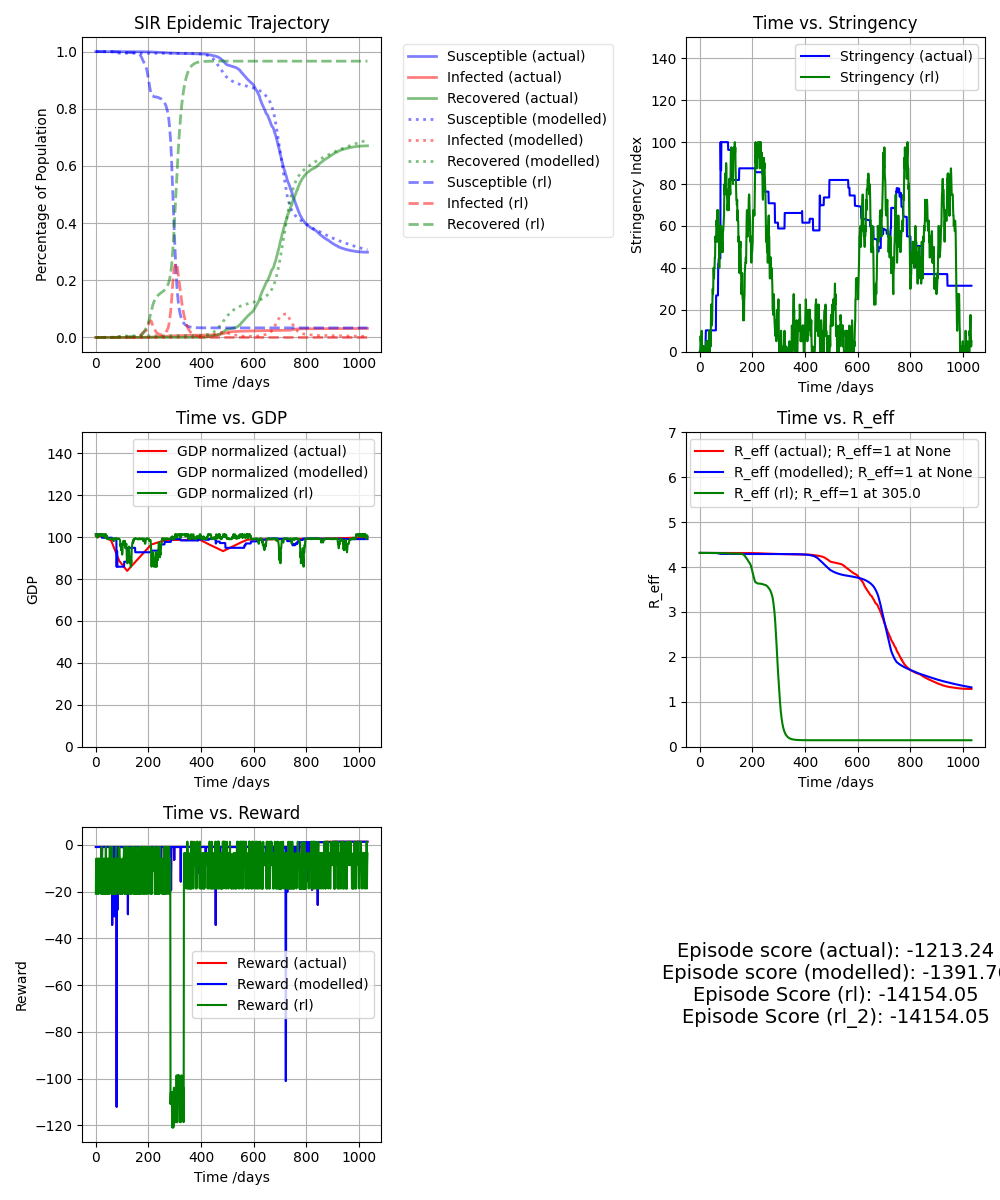 SIR Epidemic Trajectory
1.0
0.8
0.6
0.4
0.2
0.0
Percentage of Population
0 200 400 600 800 1000
Time /days
Susceptible (actual)
Infected (actual)
Recovered (actual)
Susceptible (modelled)
Infected (modelled)
Recovered (modelled)
Susceptible (rl)
Infected (rl)
Recovered (rl)
Time vs. Stringency
140
120
100
80
60
40
20
0
Stringency Index
Stringency (actual)
Stringency (rl)
0 200 400 600 800 1000
Time /days
Time vs. GDP
140
120
100
80
60
40
20
0
GDP
GDP normalized (actual)
GDP normalized (modelled)
GDP normalized (rl)
0 200 400 600 800 1000
Time /days
Time vs. R_eff
7
6
5
4
3
2
1
0
R_eff
R_eff (actual); R_eff=1 at None
R_eff (modelled); R_eff=1 at None
R_eff (rl); R_eff=1 at 305.0
0 200 400 600 800 1000
Time /days
Time vs. Reward
0
−20
−40
−60
−80
−100
−120
Reward
Reward (actual)
Reward (modelled)
Reward (rl)
0 200 400 600 800 1000
Time /days
Episode score (actual): -1213.24
Episode score (modelled): -1391.7
Episode Score (rl): -14154.05
Episode Score (rl_2): -14154.05